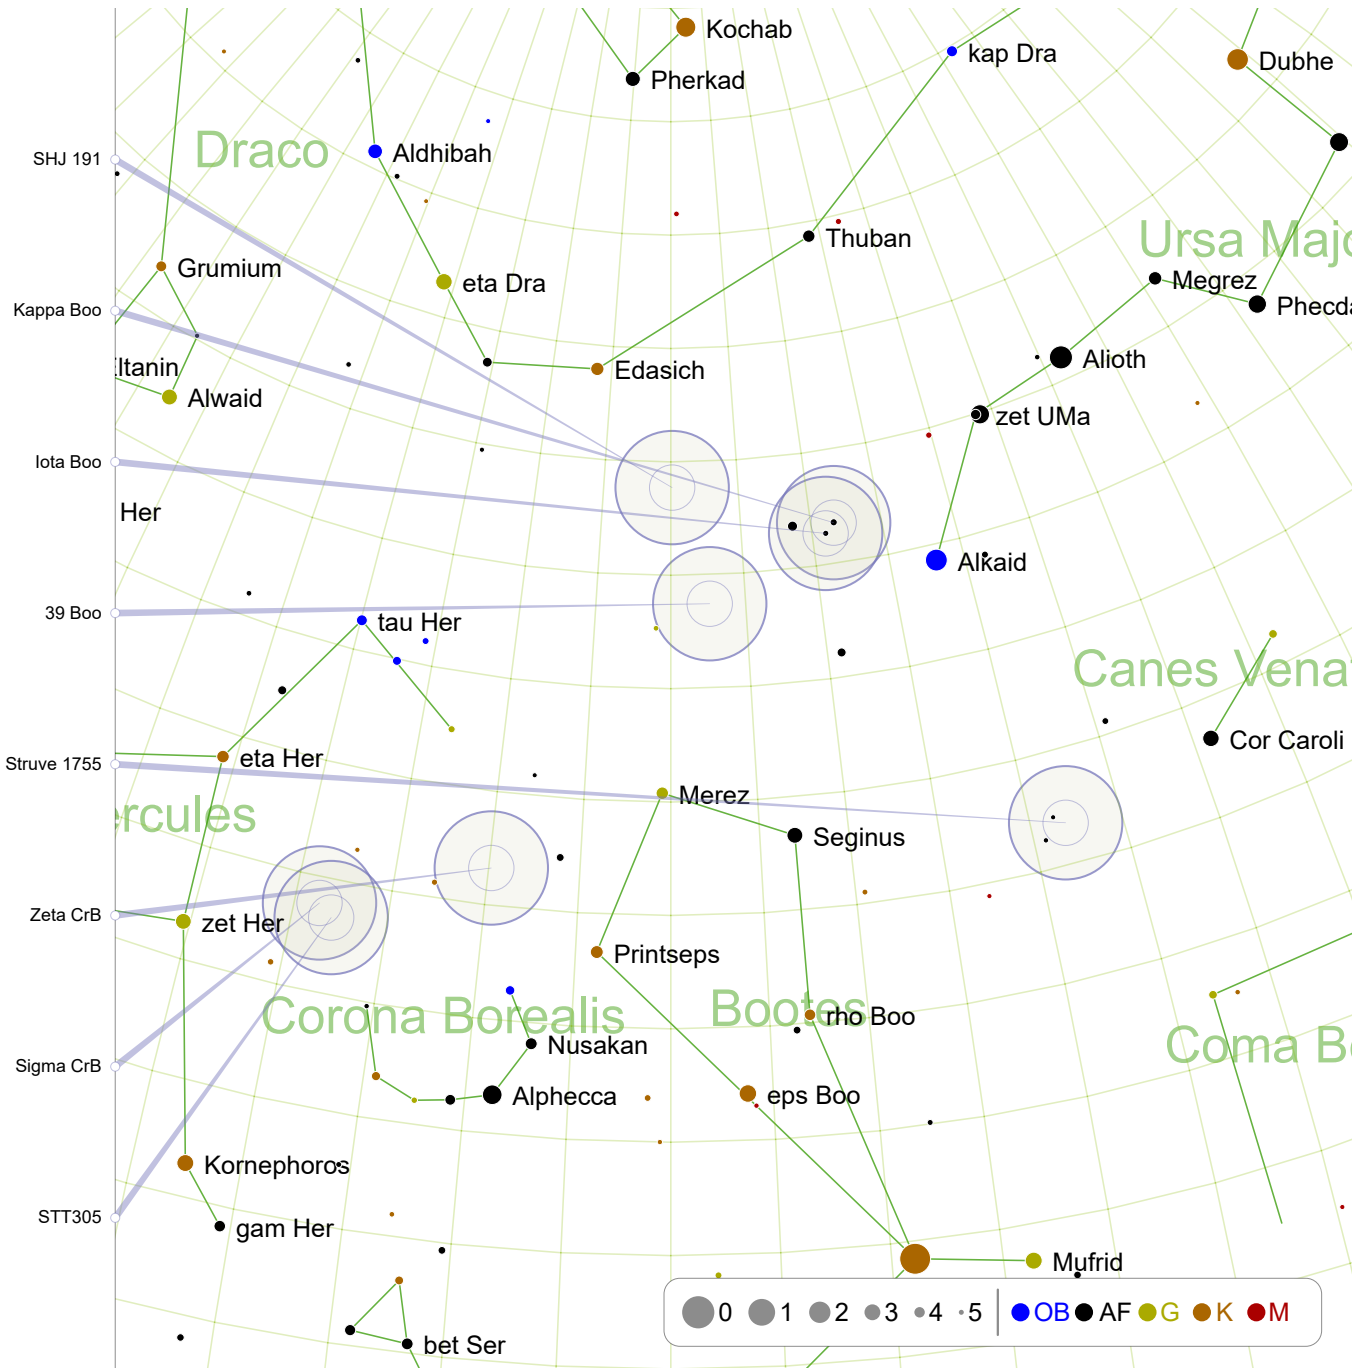 Kochab
kap Dra
Dubhe
Pherkad
Draco
Aldhibah
SHJ 191
Thuban
Ursa Majo
Grumium
eta Dra
Megrez
Phecda
Kappa Boo
Eltanin
Edasich
Alioth
Alwaid
zet UMa
Iota Boo
Her
Alkaid
39 Boo
tau Her
Canes Venat
Cor Caroli
eta Her
Struve 1755
Merez
ercules
Seginus
Zeta CrB
zet Her
Printseps
Corona Borealis
Bootes
rho Boo
Nusakan
Coma Be
Sigma CrB
Alphecca
eps Boo
Kornephoros
STT305
gam Her
Mufrid
0 1 2 3 4 5 OB AF G K M
bet Ser